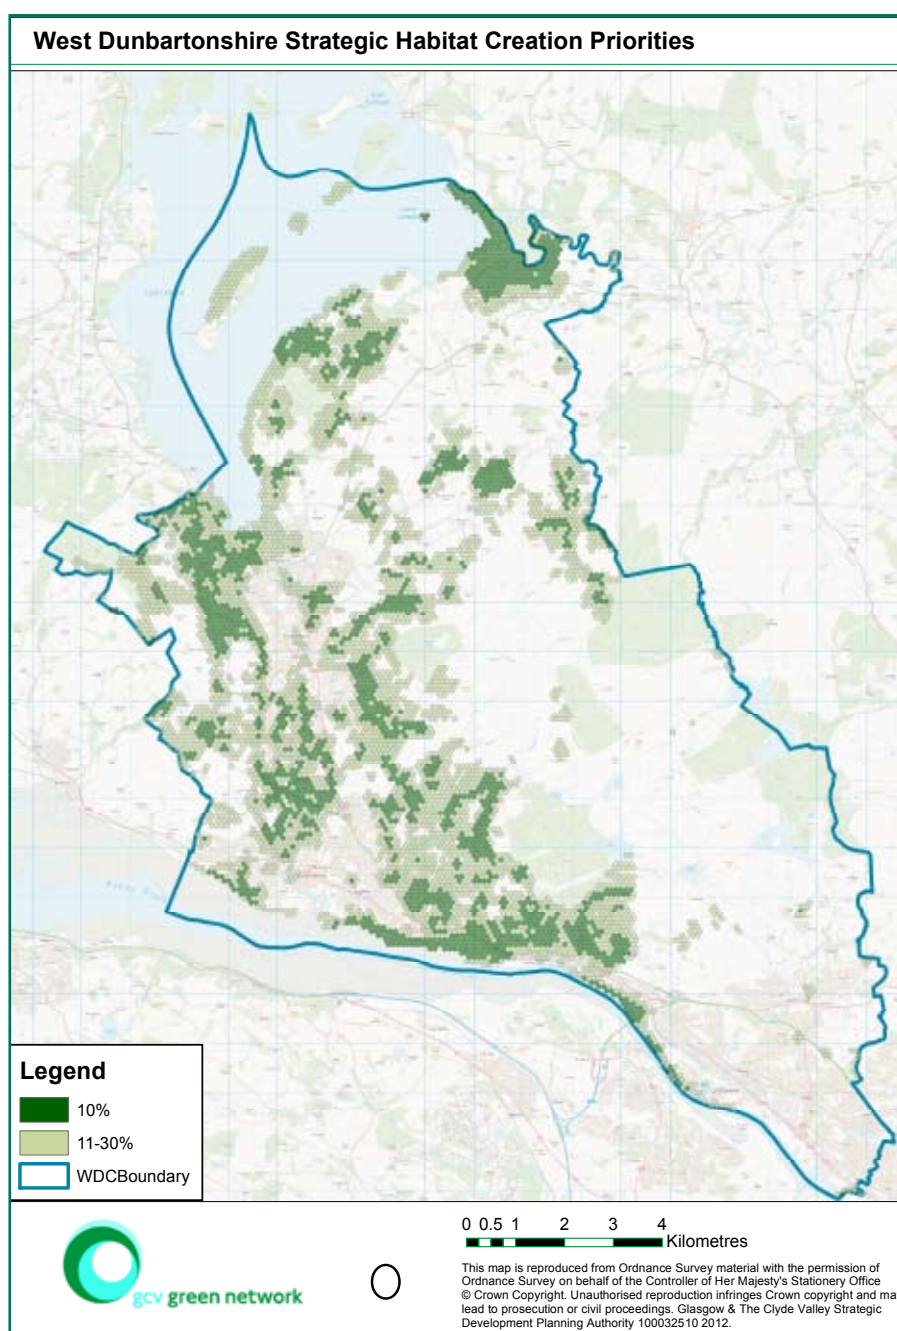 West Dunbartonshire Strategic Habitat Creation Priorities
Legend
10%
11-30%
WDCBoundary
gcv green network
0 0.5 1 2 3 4
Kilometres
This map is reproduced from Ordnance Survey material with the permission of
Ordnance Survey on behalf of the Controller of Her Majesty's Stationery Office
© Crown Copyright. Unauthorised reproduction infringes Crown copyright and ma
lead to prosecution or civil proceedings. Glasgow & The Clyde Valley Strategic
Development Planning Authority 100032510 2012.